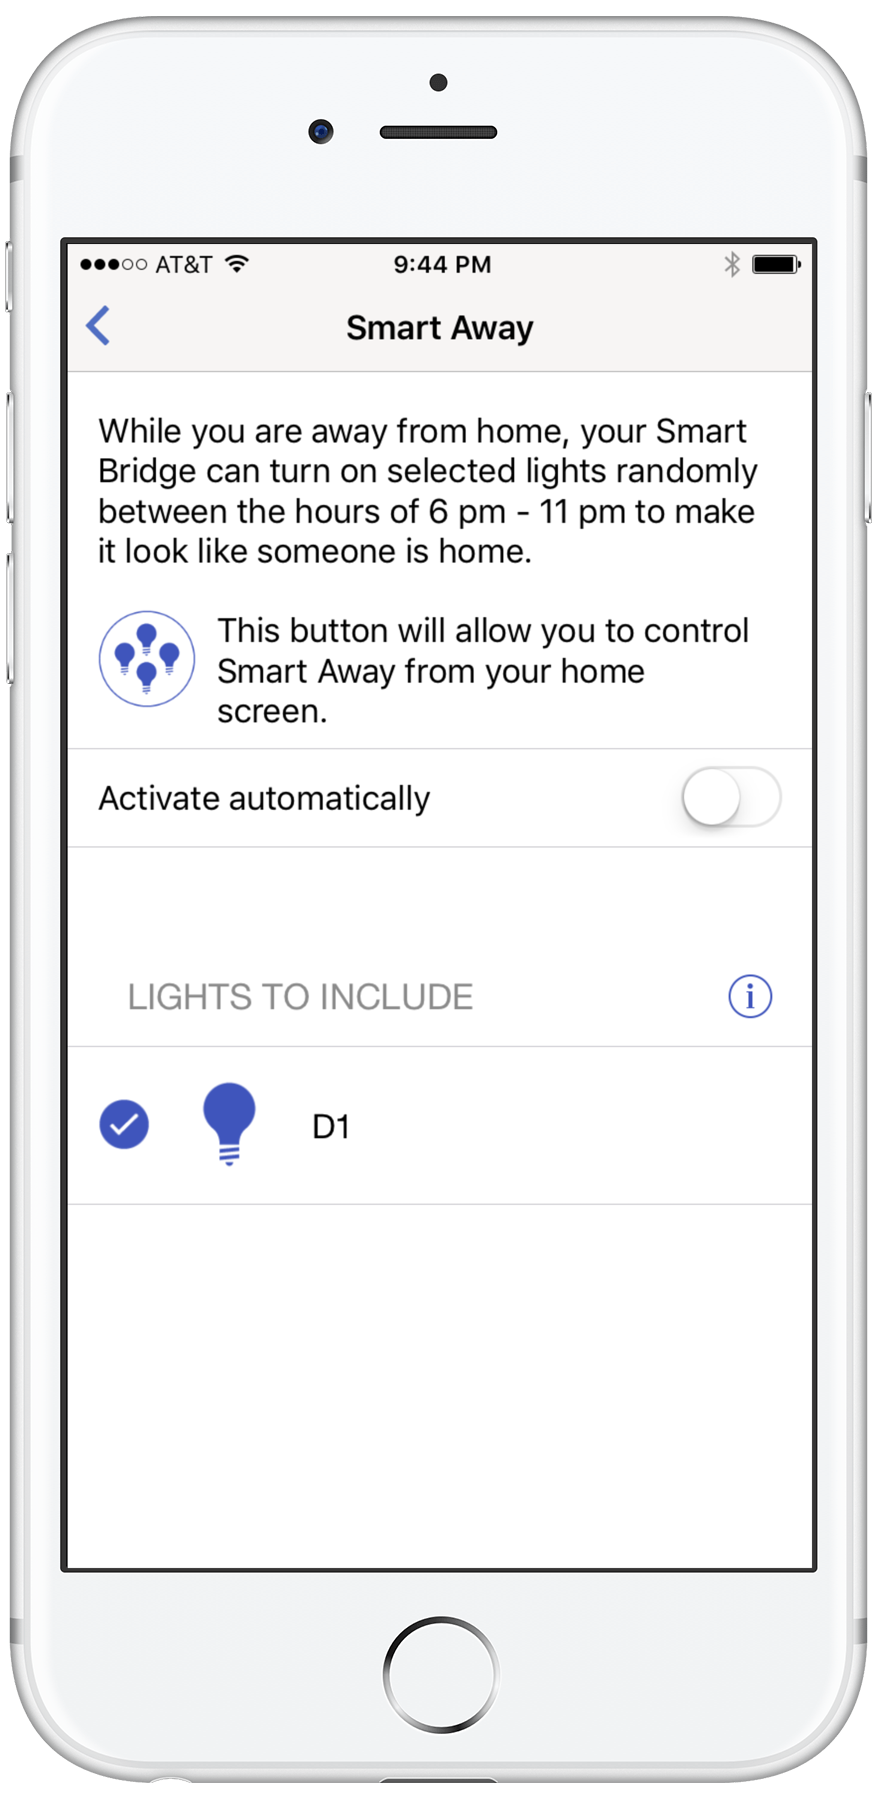 AT&T 9:44 PM
Smart Away
While you are away from home, your Smart
Bridge can turn on selected lights randomly
between the hours of 6 pm - 11 pm to make
it look like someone is home.
This button will allow you to control
Smart Away from your home
screen.
Activate automatically
LIGHTS TO INCLUDE
D1